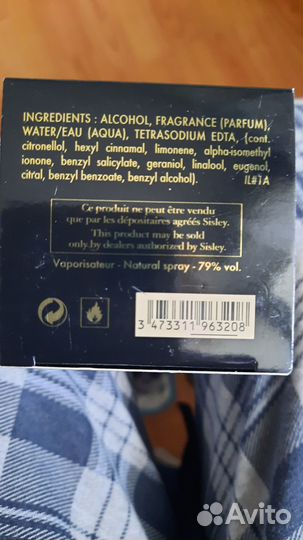 INGREDIENTS : ALCOHOL, FRAGRANCE (PARFUM),
WATER/EAU (AQUA), TETRASODIUM EDTA, (cont.
citronellol, hexyl cinnamal, limonene, alpha-isomethyl
ionone, benzyl salicylate, geraniol, linalool, eugenol,
citral, benzyl benzoate, benzyl alcohol).
IL#1A
Ce produit ne peut être vendu
que par les dépositaires agréés Sisley.
This product may be sold
only by dealers authorized by Sisley.
Vaporisateur - Natural spray - 79% vol.
3 473311 963208
Avito